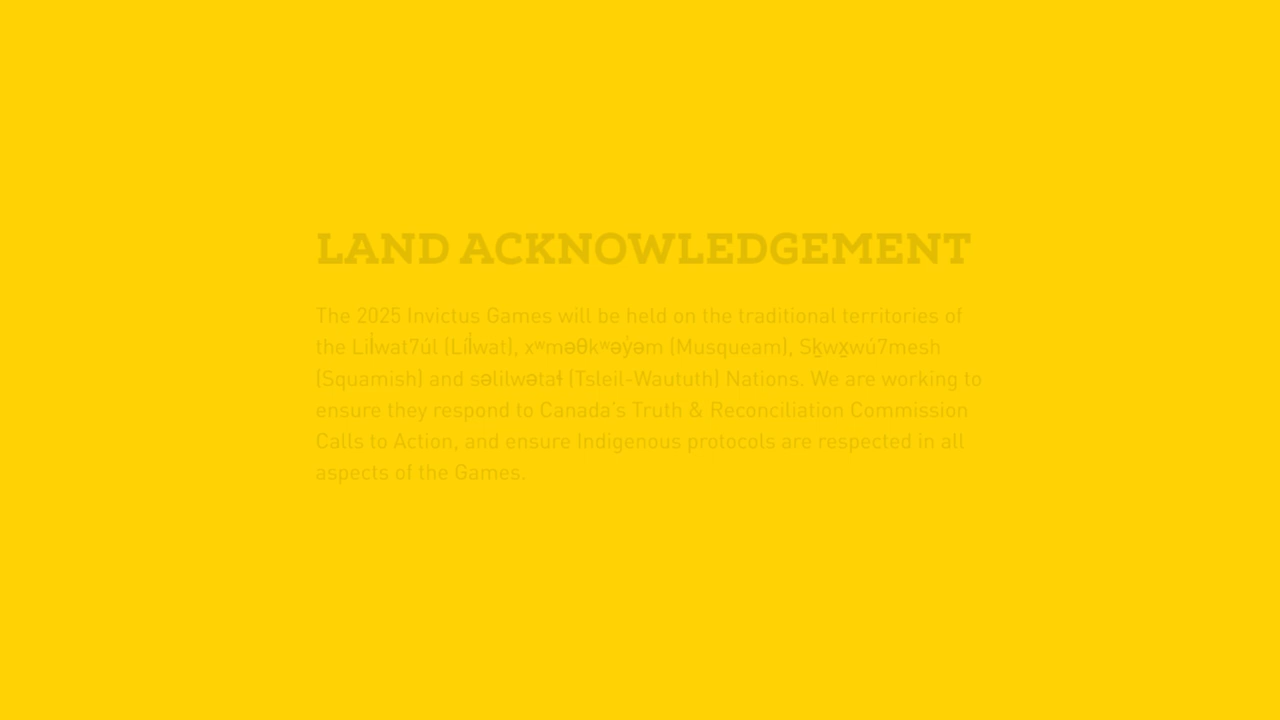 LAND ACKNOWLEDGEMENT
The 2025 Invictus Games will be held on the traditional territories of
the Lil̓wat7úl (Líl̓wat), xʷməθkʷəy̓əm (Musqueam), Sḵwx̱wú7mesh
(Squamish) and səlilwətaɬ (Tsleil-Waututh) Nations. We are working to
ensure they respond to Canada's Truth & Reconciliation Commission
Calls to Action, and ensure Indigenous protocols are respected in all
aspects of the Games.